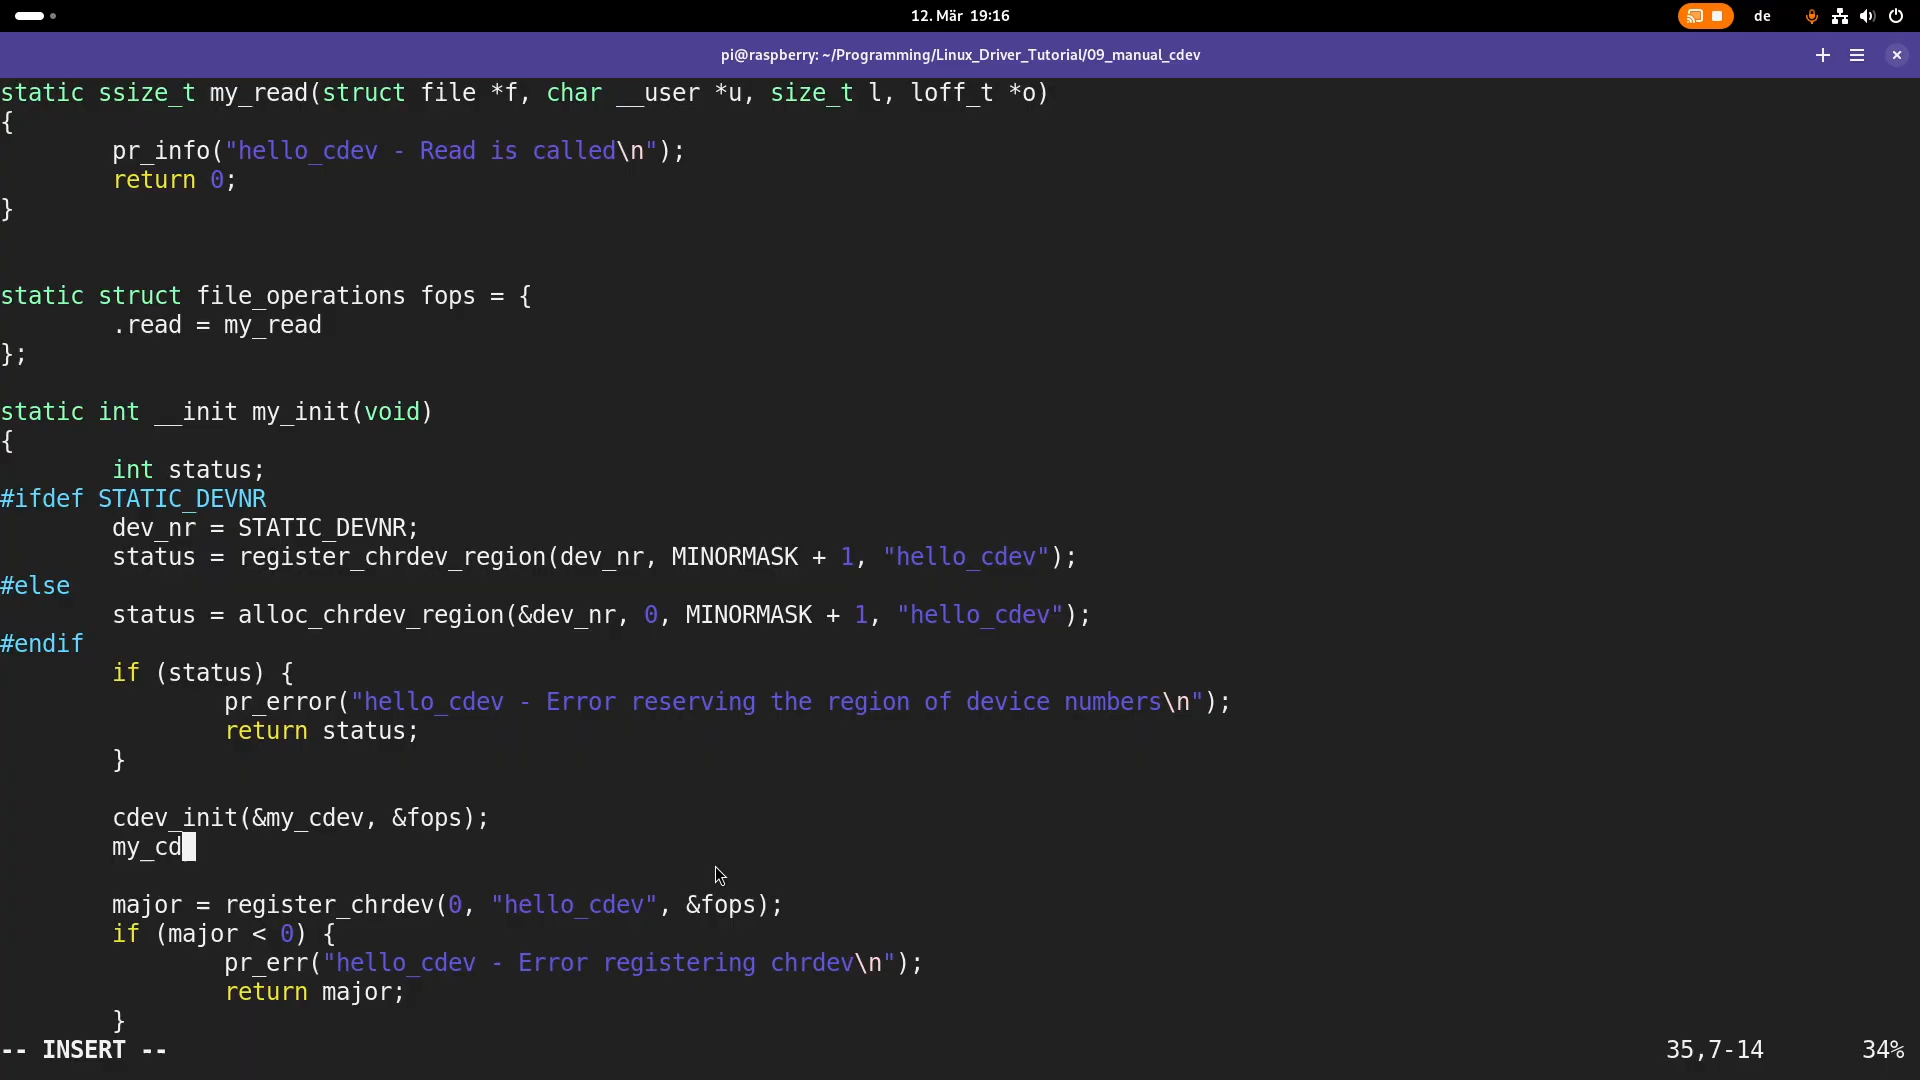 12. Mär 19:16
de
pi@raspberry: ~/Programming/Linux_Driver_Tutorial/09_manual_cdev
static ssize_t my_read(struct file *f, char __user *u, size_t l, loff_t *o)
{
        pr_info("hello_cdev - Read is called\n");
        return 0;
}
static struct file_operations fops = {
        .read = my_read
};
static int __init my_init(void)
{
        int status;
#ifdef STATIC_DEVNR
        dev_nr = STATIC_DEVNR;
        status = register_chrdev_region(dev_nr, MINORMASK + 1, "hello_cdev");
#else
        status = alloc_chrdev_region(&dev_nr, 0, MINORMASK + 1, "hello_cdev");
#endif
        if (status) {
                pr_error("hello_cdev - Error reserving the region of device numbers\n");
                return status;
        }
        cdev_init(&my_cdev, &fops);
        my_cd
        major = register_chrdev(0, "hello_cdev", &fops);
        if (major < 0) {
                pr_err("hello_cdev - Error registering chrdev\n");
                return major;
        }
-- INSERT -- 35,7-14 34%